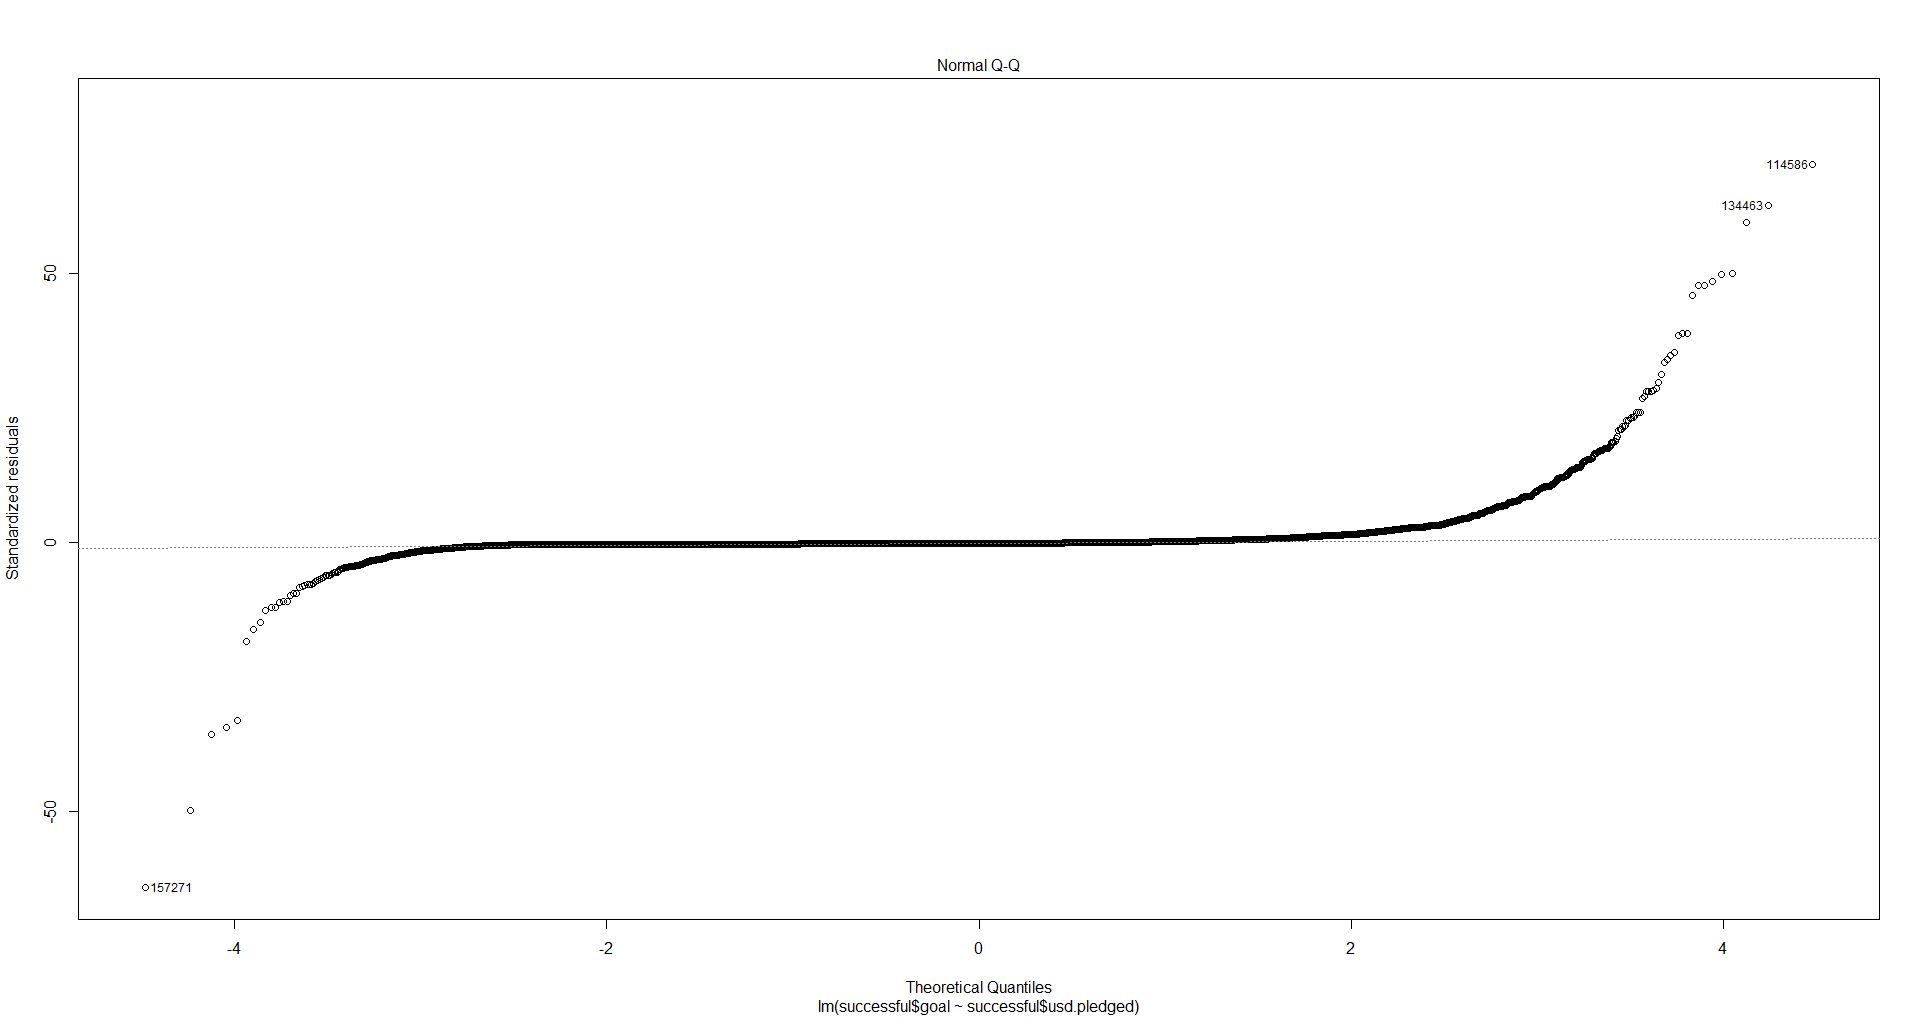 Normal Q-Q
114586
134463
50
0
-50
Standardized residuals
157271
-4
-2
0
2
4
Theoretical Quantiles
lm(successful$goal ~ successful$usd.pledged)